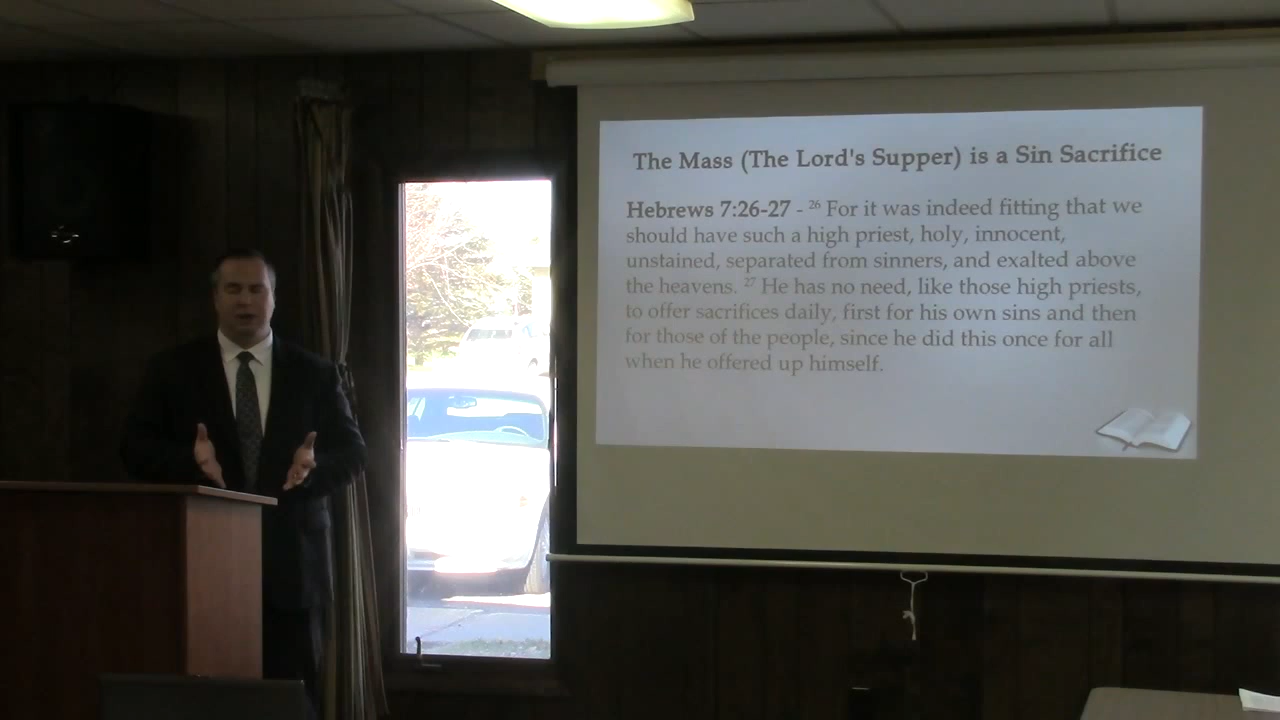 The Mass (The Lord's Supper) is a Sin Sacrifice
Hebrews 7:26-27 - 26 For it was indeed fitting that we
should have such a high priest, holy, innocent,
unstained, separated from sinners, and exalted above
the heavens. 27 He has no need, like those high priests,
to offer sacrifices daily, first for his own sins and then
for those of the people, since he did this once for all
when he offered up himself.